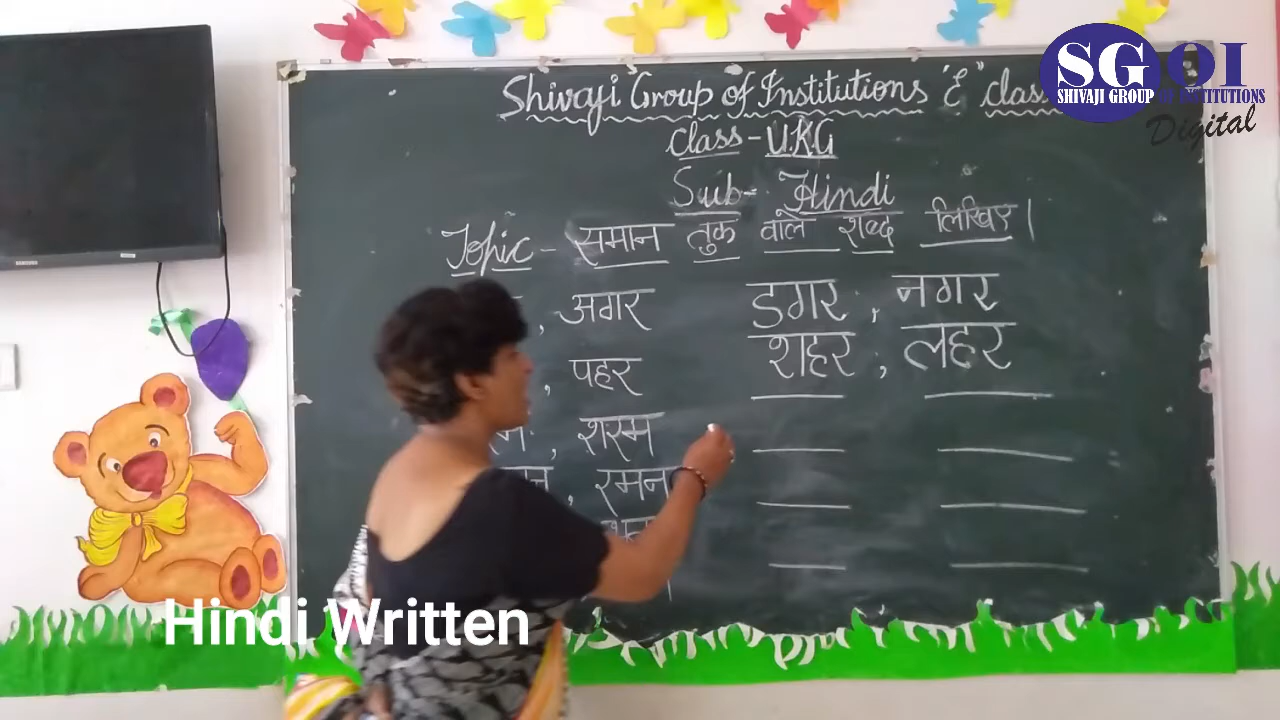 Shivaji Group of Institutions "E" class
Class - U.K.G
Sub - Hindi
Topic - समान तुक वाले शब्द लिखिए।
, अगर डगर, नगर
, पहर शहर, लहर
, शरम
, रमन
SGOI
SHIVAJI GROUP OF INSTITUTIONS
Digital
Hindi Written